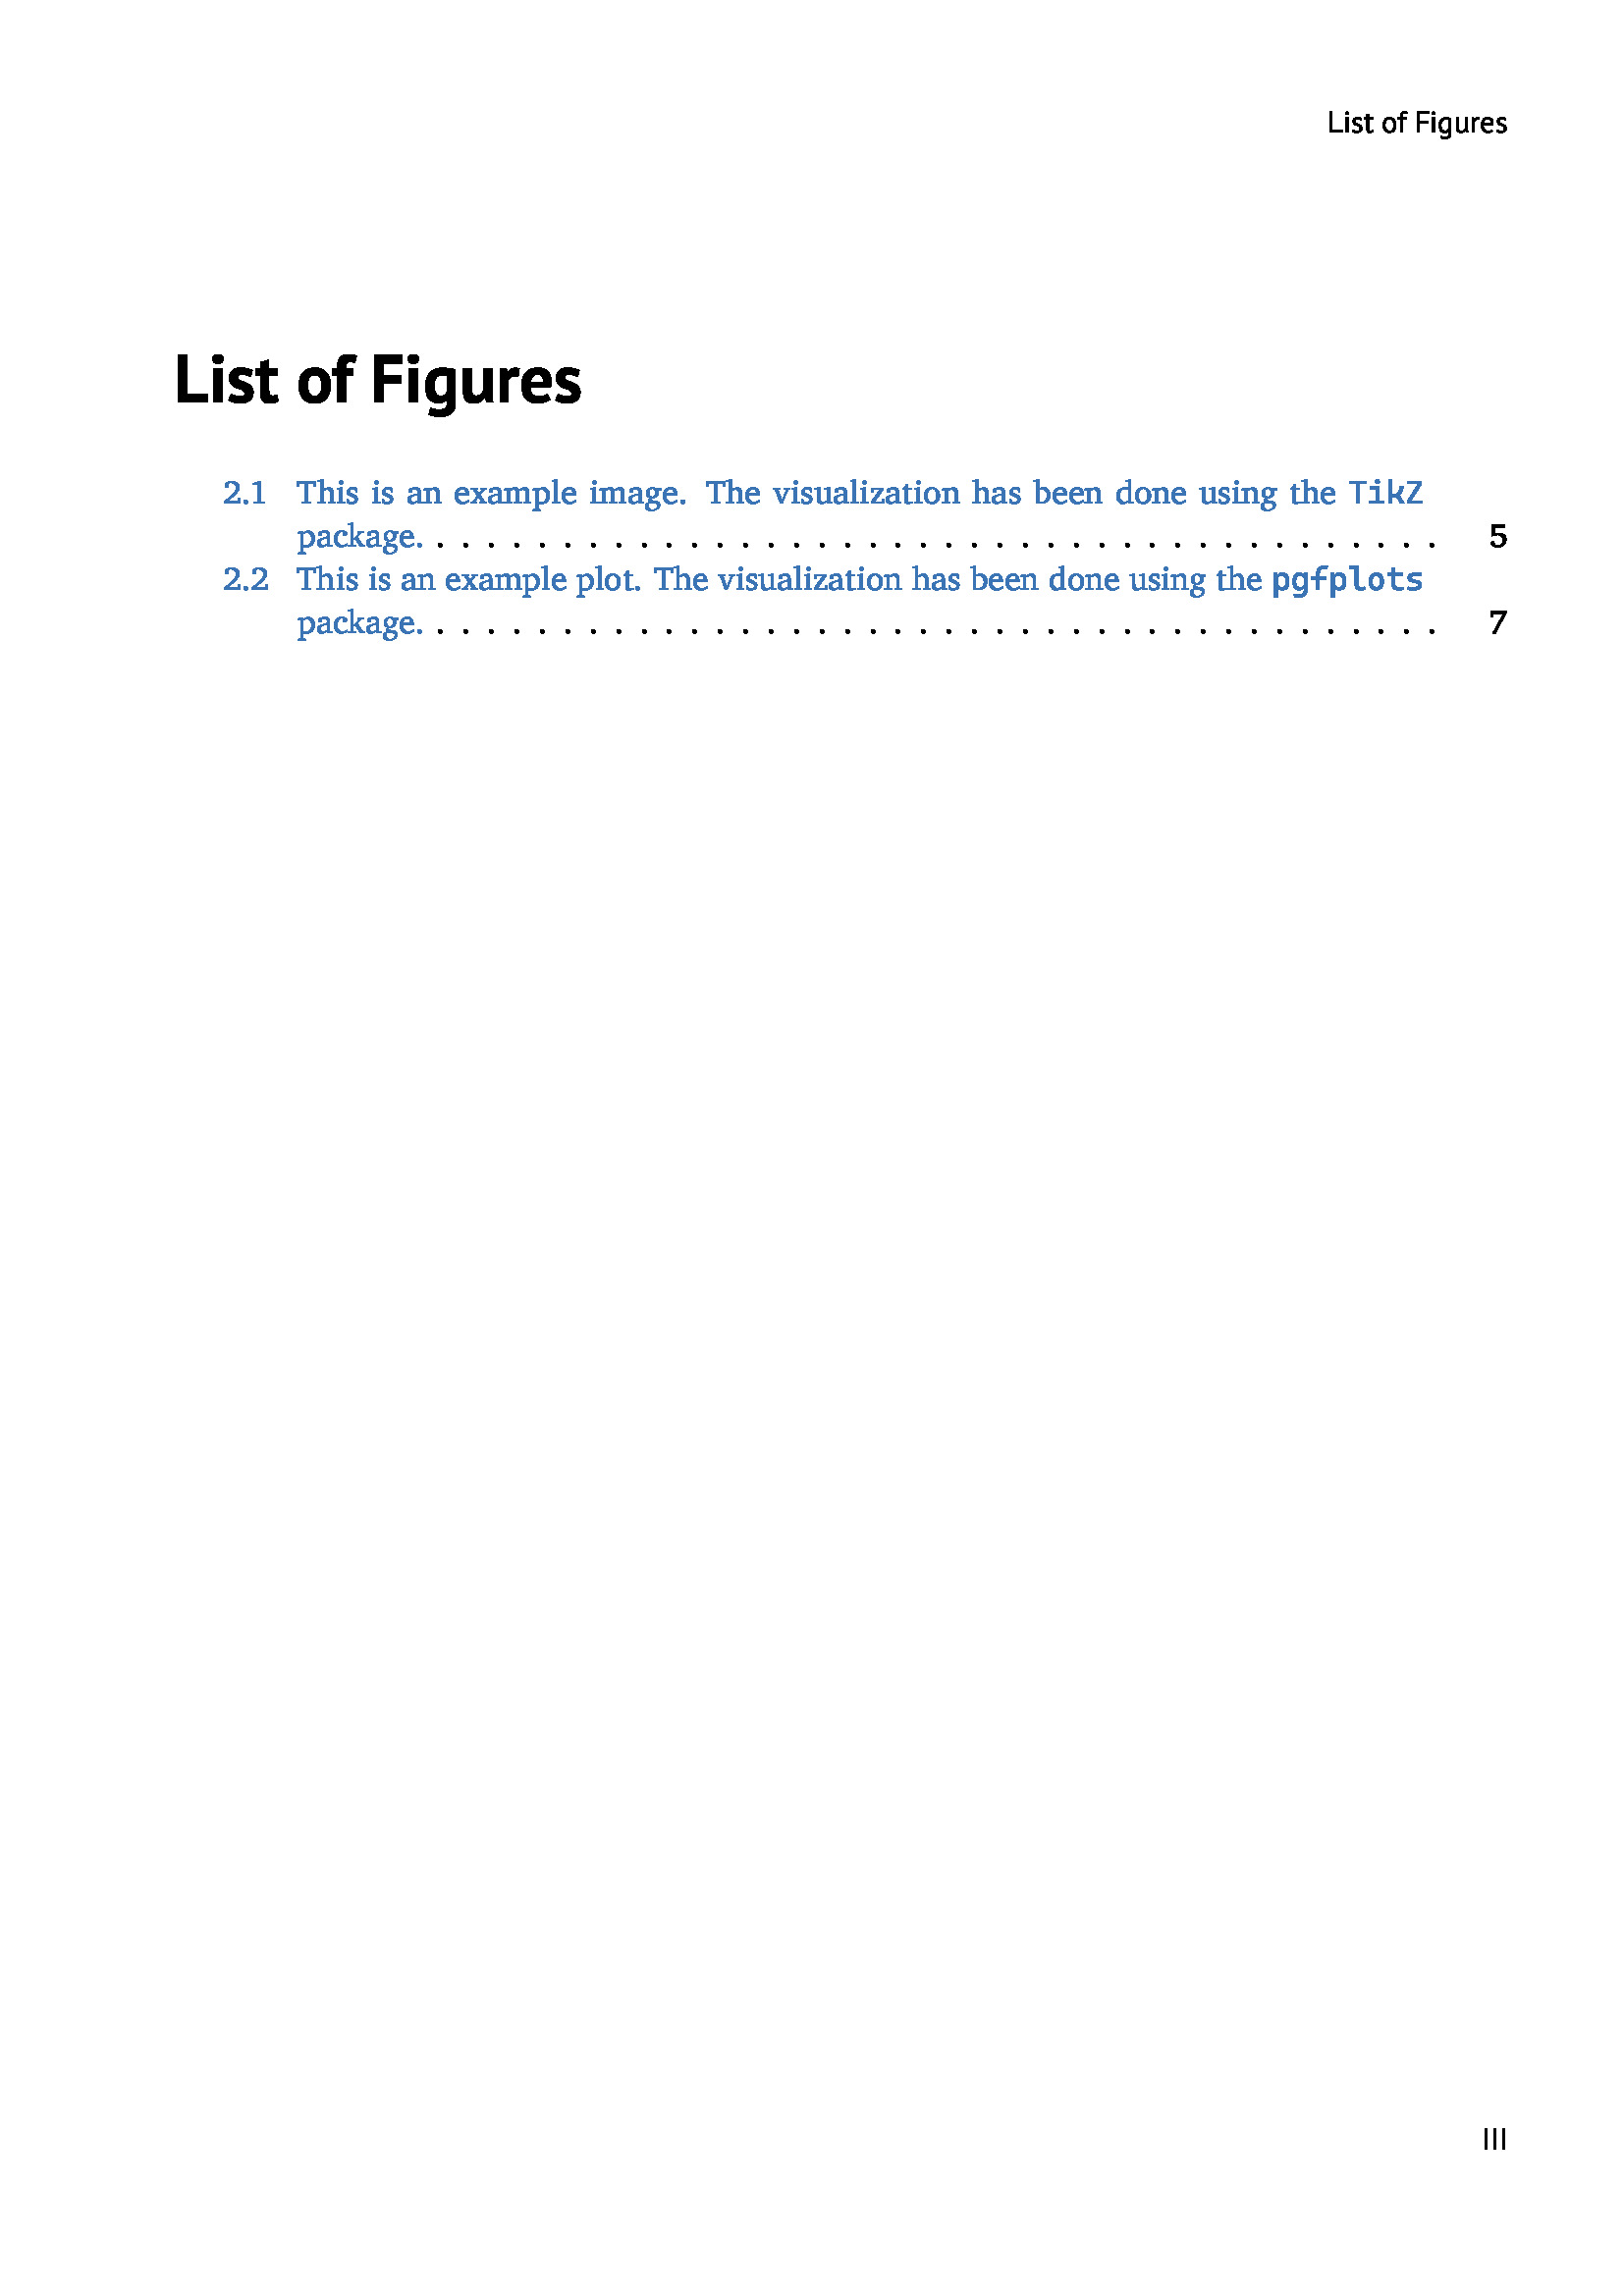 List of Figures
List of Figures
2.1 This is an example image. The visualization has been done using the TikZ
package. . . . . . . . . . . . . . . . . . . . . . . . . . . . . . . . . . . . . . . . . 5
2.2 This is an example plot. The visualization has been done using the pgfplots
package. . . . . . . . . . . . . . . . . . . . . . . . . . . . . . . . . . . . . . . . . 7
III